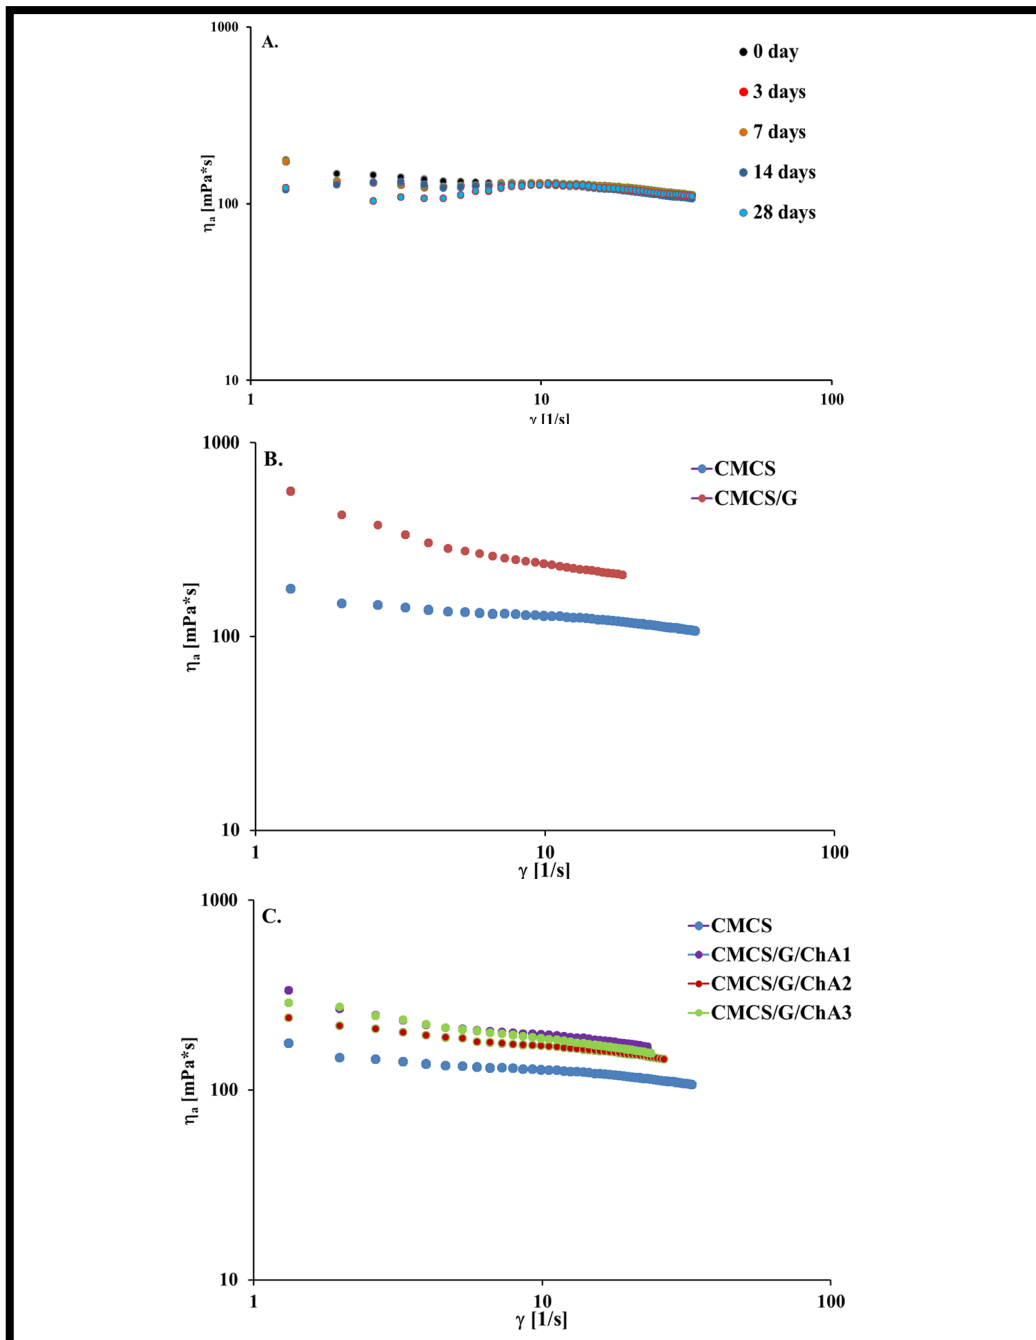 A.
1000
100
10
1
10
100
ηa [mPa*s]
γ [1/s]
0 day
3 days
7 days
14 days
28 days
B.
1000
100
10
1
10
100
ηa [mPa*s]
γ [1/s]
CMCS
CMCS/G
C.
1000
100
10
1
10
100
ηa [mPa*s]
γ [1/s]
CMCS
CMCS/G/ChA1
CMCS/G/ChA2
CMCS/G/ChA3